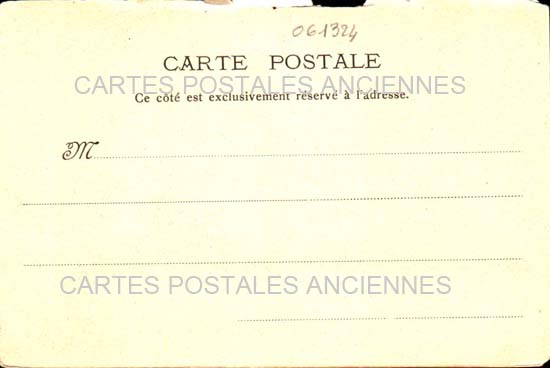 061324
CARTE POSTALE
CARTES POSTALES ANCIENNES
Ce côté est exclusivement réservé à l'adresse.
M
CARTES POSTALES ANCIENNES